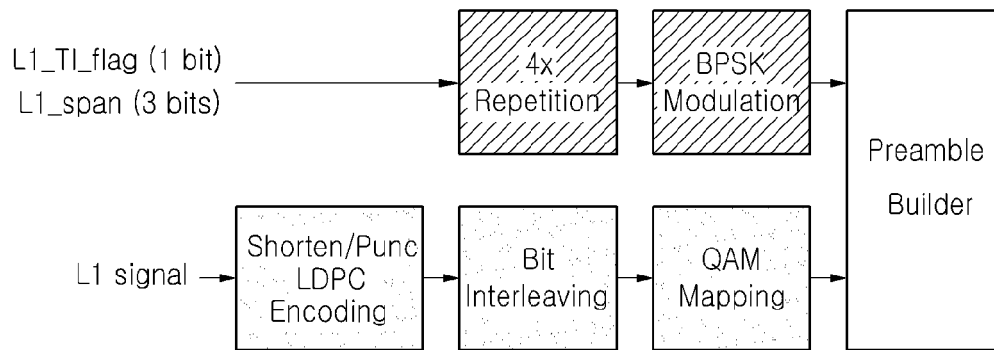 L1_TI_flag (1 bit)
L1_span (3 bits)
4x
Repetition
BPSK
Modulation
Preamble
Builder
L1 signal
Shorten/Punc
LDPC
Encoding
Bit
Interleaving
QAM
Mapping